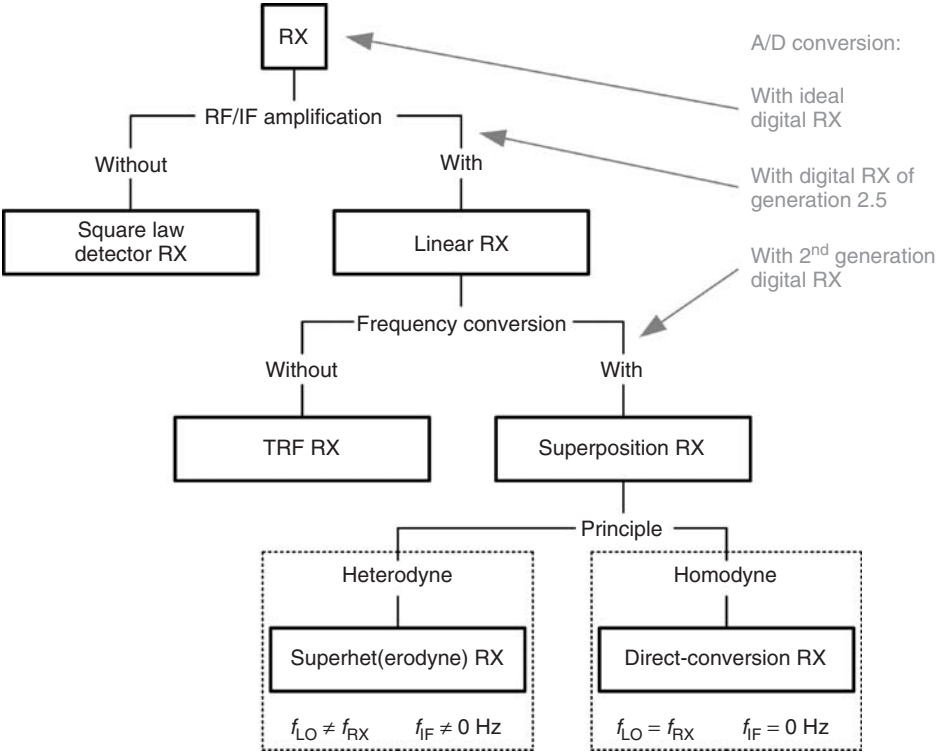 RX
A/D conversion:
With ideal
digital RX
RF/IF amplification
Without
With
With digital RX of
generation 2.5
Square law
detector RX
Linear RX
With 2nd generation
digital RX
Frequency conversion
Without
With
TRF RX
Superposition RX
Principle
Heterodyne
Homodyne
Superhet(erodyne) RX
Direct-conversion RX
fLO ≠ fRX fIF ≠ 0 Hz
fLO = fRX fIF = 0 Hz